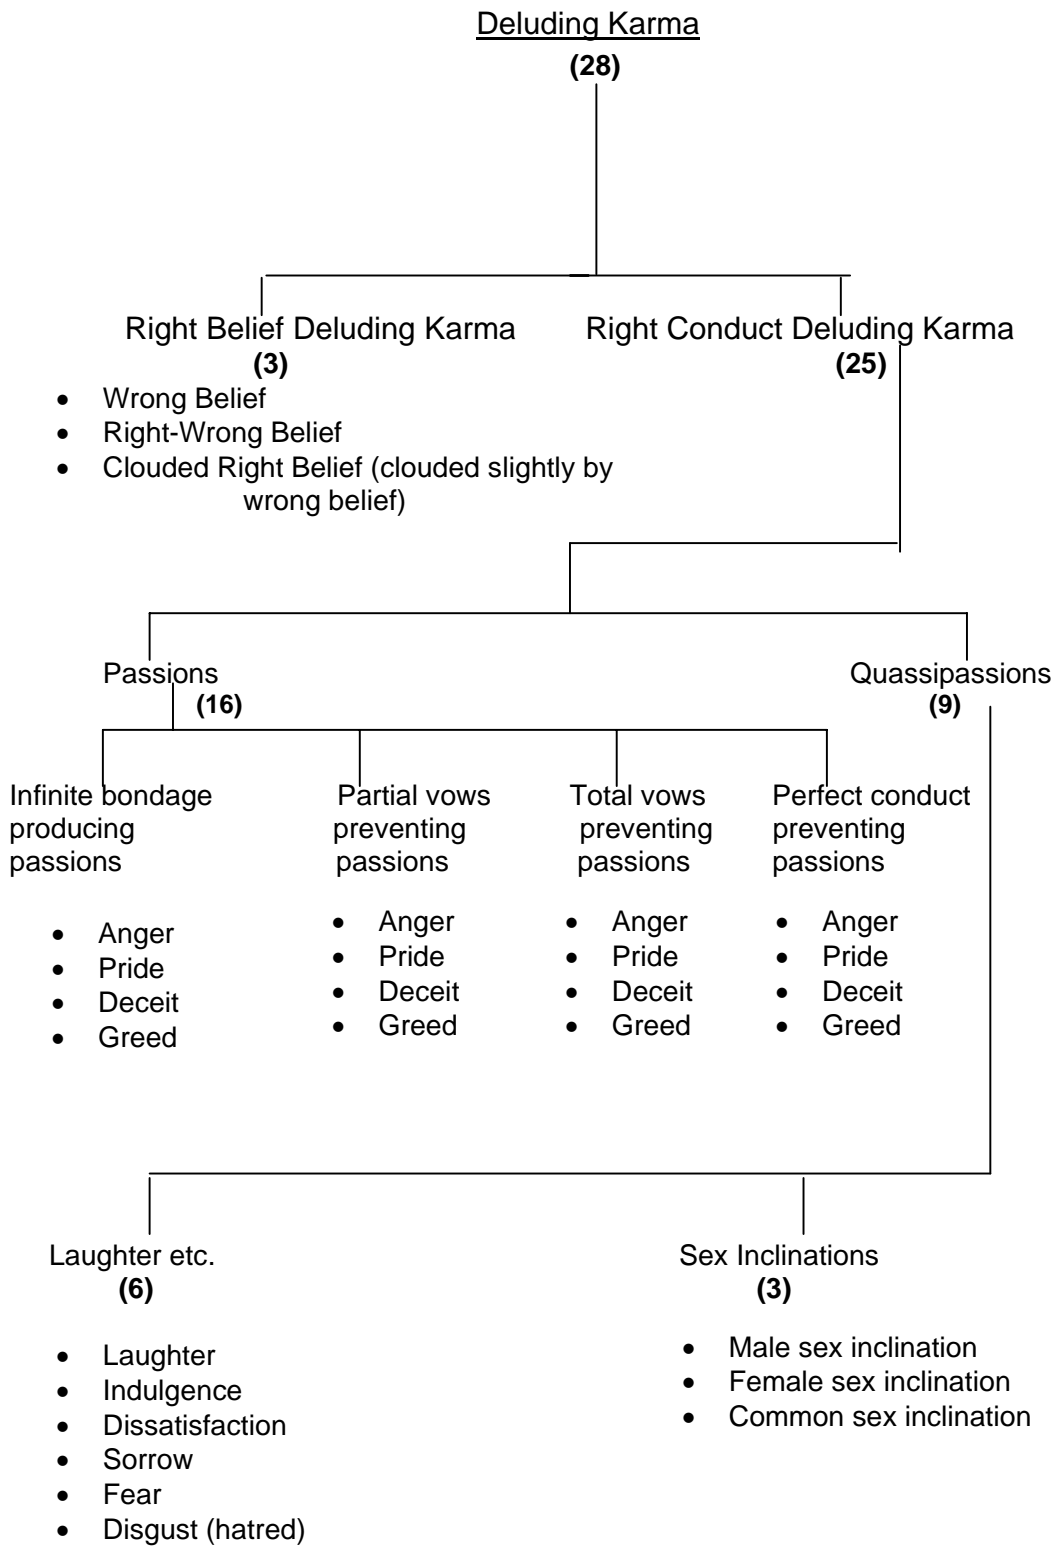 Deluding Karma
(28)
Right Belief Deluding Karma
(3)
• Wrong Belief
• Right-Wrong Belief
• Clouded Right Belief (clouded slightly by
wrong belief)
Right Conduct Deluding Karma
(25)
Passions
(16)
Quassipassions
(9)
Infinite bondage
producing
passions
• Anger
• Pride
• Deceit
• Greed
Partial vows
preventing
passions
• Anger
• Pride
• Deceit
• Greed
Total vows
preventing
passions
• Anger
• Pride
• Deceit
• Greed
Perfect conduct
preventing
passions
• Anger
• Pride
• Deceit
• Greed
Laughter etc.
(6)
• Laughter
• Indulgence
• Dissatisfaction
• Sorrow
• Fear
• Disgust (hatred)
Sex Inclinations
(3)
• Male sex inclination
• Female sex inclination
• Common sex inclination